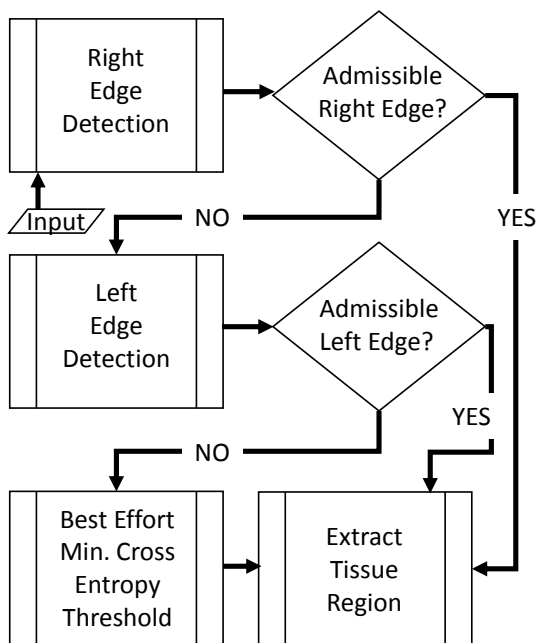 Right
Edge
Detection
Admissible
Right Edge?
Input
NO
YES
Left
Edge
Detection
Admissible
Left Edge?
YES
NO
Best Effort
Min. Cross
Entropy
Threshold
Extract
Tissue
Region